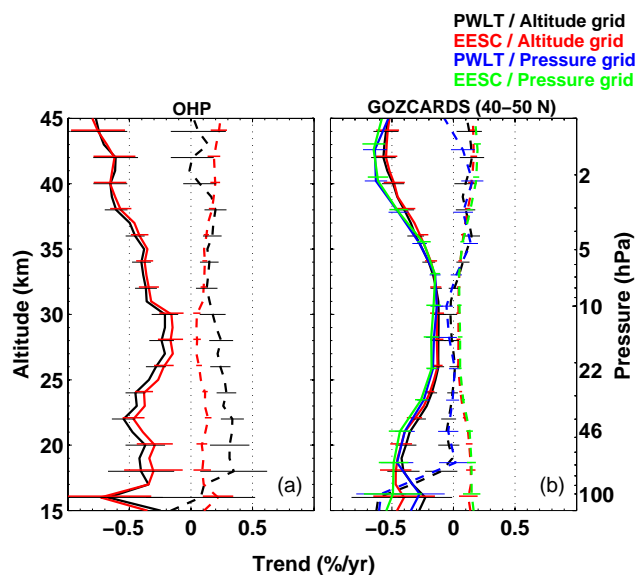 PWLT / Altitude grid
EESC / Altitude grid
PWLT / Pressure grid
EESC / Pressure grid
OHP
GOZCARDS (40−50 N)
45
40
35
30
25
20
15
Altitude (km)
2
5
10
22
46
100
Pressure (hPa)
(a)
(b)
−0.5 0 0.5
−0.5 0 0.5
Trend (%/yr)